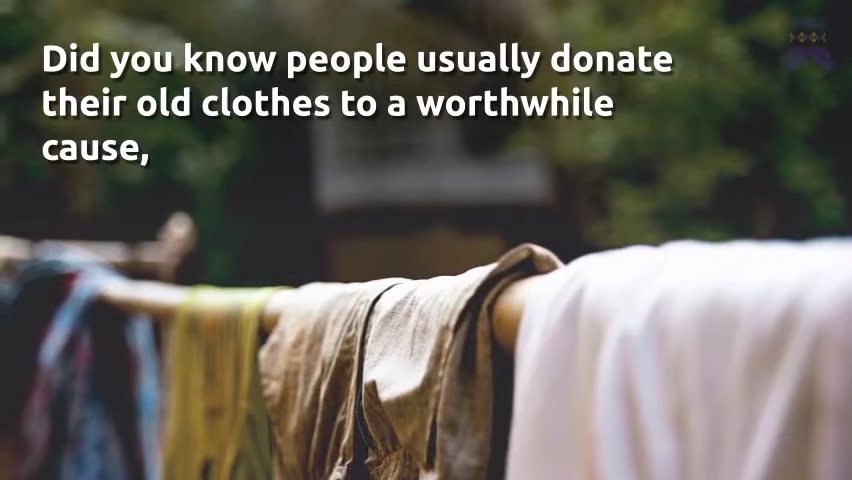 Did you know people usually donate
their old clothes to a worthwhile
cause,